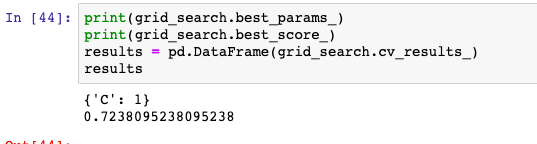 In [44]: print(grid_search.best_params_)
print(grid_search.best_score_)
results = pd.DataFrame(grid_search.cv_results_)
results
{'C': 1}
0.7238095238095238